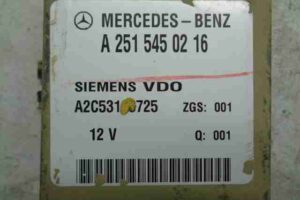 MERCEDES-BENZ
A 251 545 02 16
SIEMENS VDO
ZGS: 001
12 V Q: 001